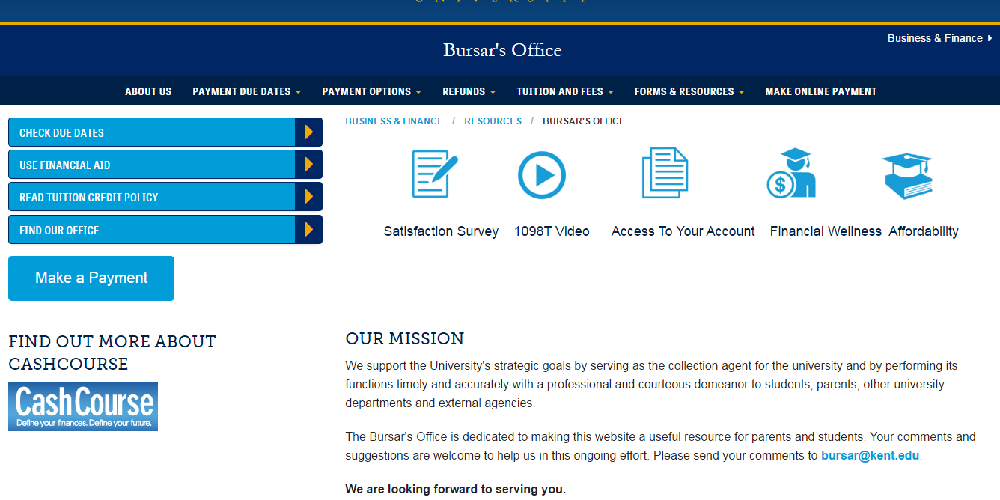 Bursar's Office
Business & Finance
ABOUT US PAYMENT DUE DATES PAYMENT OPTIONS REFUNDS TUITION AND FEES FORMS & RESOURCES MAKE ONLINE PAYMENT
CHECK DUE DATES
USE FINANCIAL AID
READ TUITION CREDIT POLICY
FIND OUR OFFICE
Make a Payment
FIND OUT MORE ABOUT
CASHCOURSE
CashCourse
Define your finances. Define your future.
BUSINESS & FINANCE / RESOURCES / BURSAR'S OFFICE
$
Satisfaction Survey 1098T Video Access To Your Account Financial Wellness Affordability
OUR MISSION
We support the University's strategic goals by serving as the collection agent for the university and by performing its
functions timely and accurately with a professional and courteous demeanor to students, parents, other university
departments and external agencies.
The Bursar's Office is dedicated to making this website a useful resource for parents and students. Your comments and
suggestions are welcome to help us in this ongoing effort. Please send your comments to bursar@kent.edu.
We are looking forward to serving you.